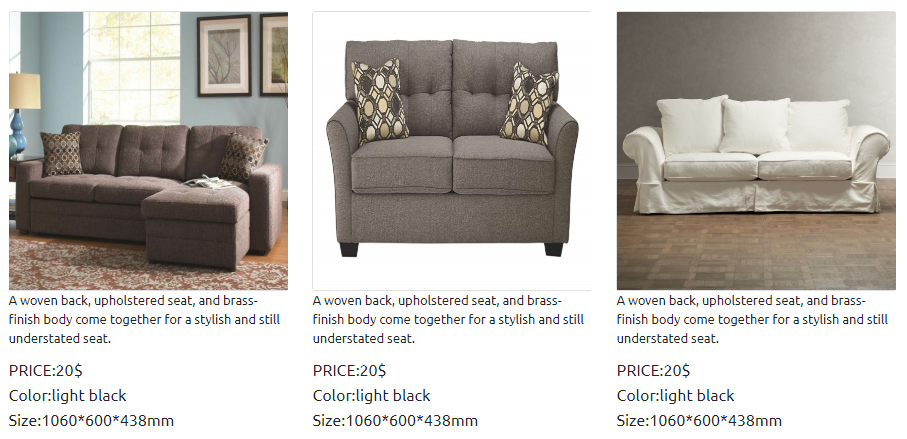 A woven back, upholstered seat, and brass-
finish body come together for a stylish and still
understated seat.
PRICE:20$
Color:light black
Size:1060*600*438mm
A woven back, upholstered seat, and brass-
finish body come together for a stylish and still
understated seat.
PRICE:20$
Color:light black
Size:1060*600*438mm
A woven back, upholstered seat, and brass-
finish body come together for a stylish and still
understated seat.
PRICE:20$
Color:light black
Size:1060*600*438mm